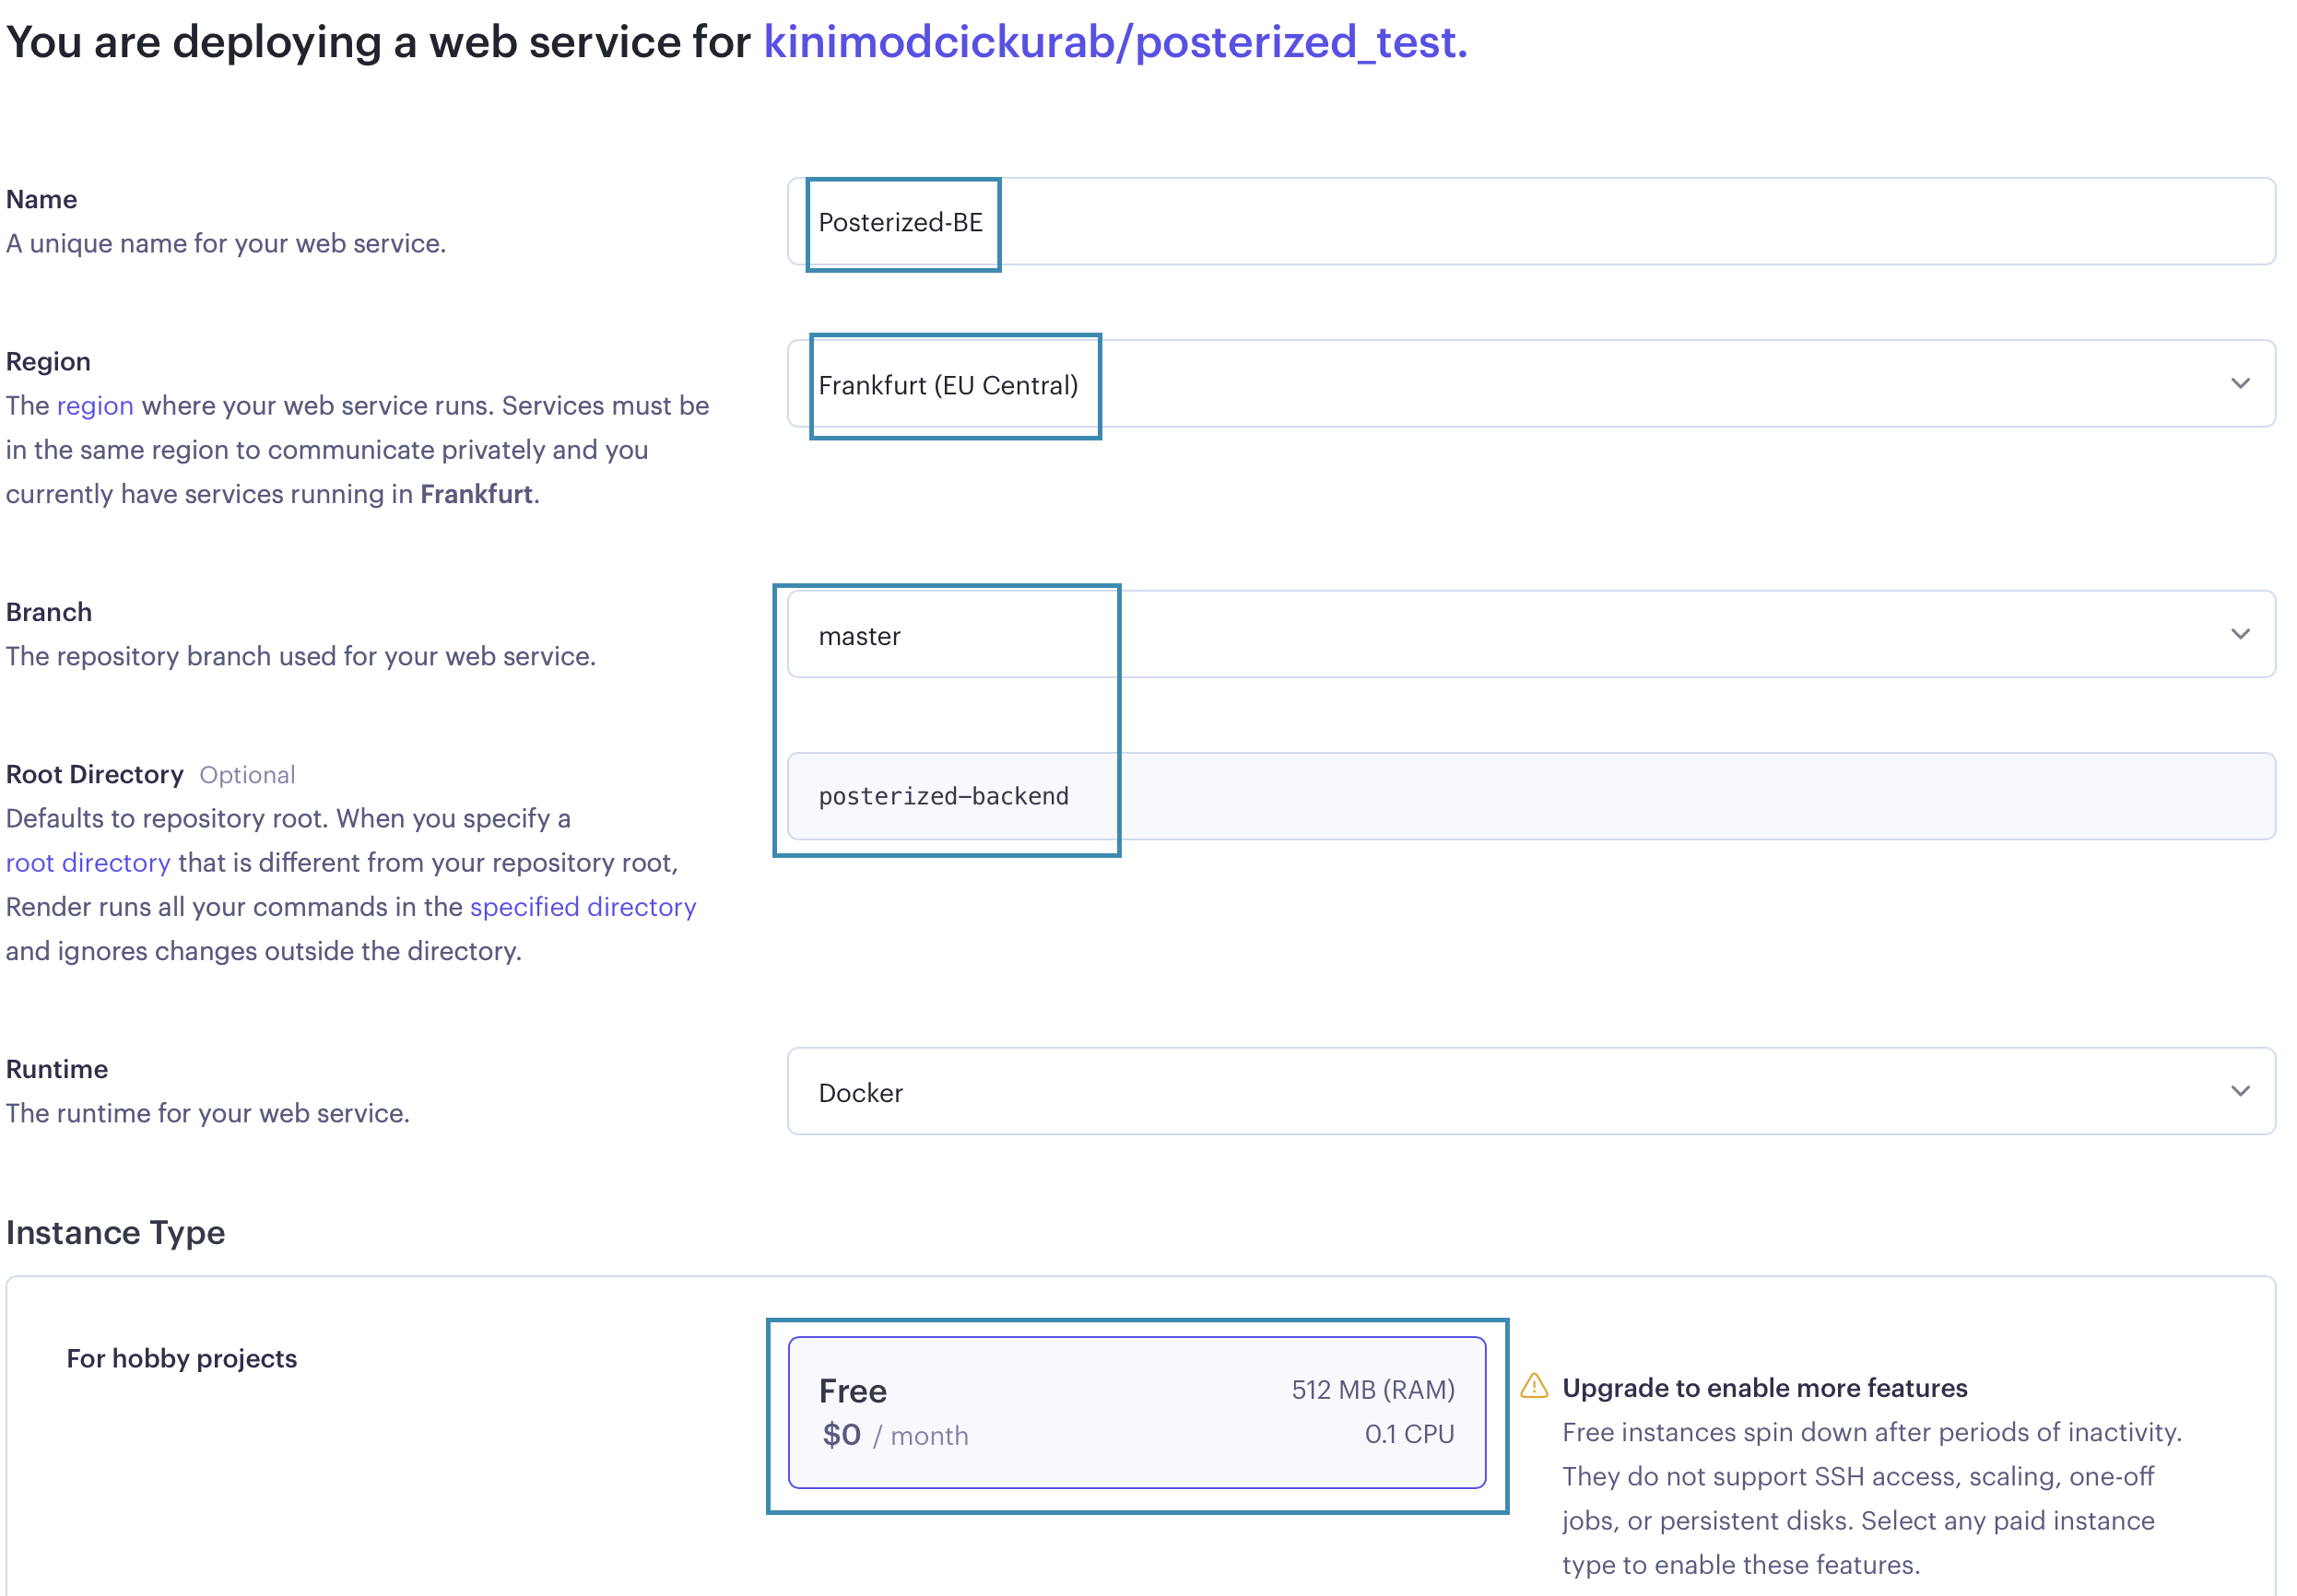 You are deploying a web service for kinimodcickurab/posterized_test.
Name
A unique name for your web service.
Posterized-BE
Region
The region where your web service runs. Services must be
in the same region to communicate privately and you
currently have services running in Frankfurt.
Frankfurt (EU Central)
Branch
The repository branch used for your web service.
master
Root Directory Optional
Defaults to repository root. When you specify a
root directory that is different from your repository root,
Render runs all your commands in the specified directory
and ignores changes outside the directory.
posterized-backend
Runtime
The runtime for your web service.
Docker
Instance Type
For hobby projects
Free
$0 / month
512 MB (RAM)
0.1 CPU
Upgrade to enable more features
Free instances spin down after periods of inactivity.
They do not support SSH access, scaling, one-off
jobs, or persistent disks. Select any paid instance
type to enable these features.